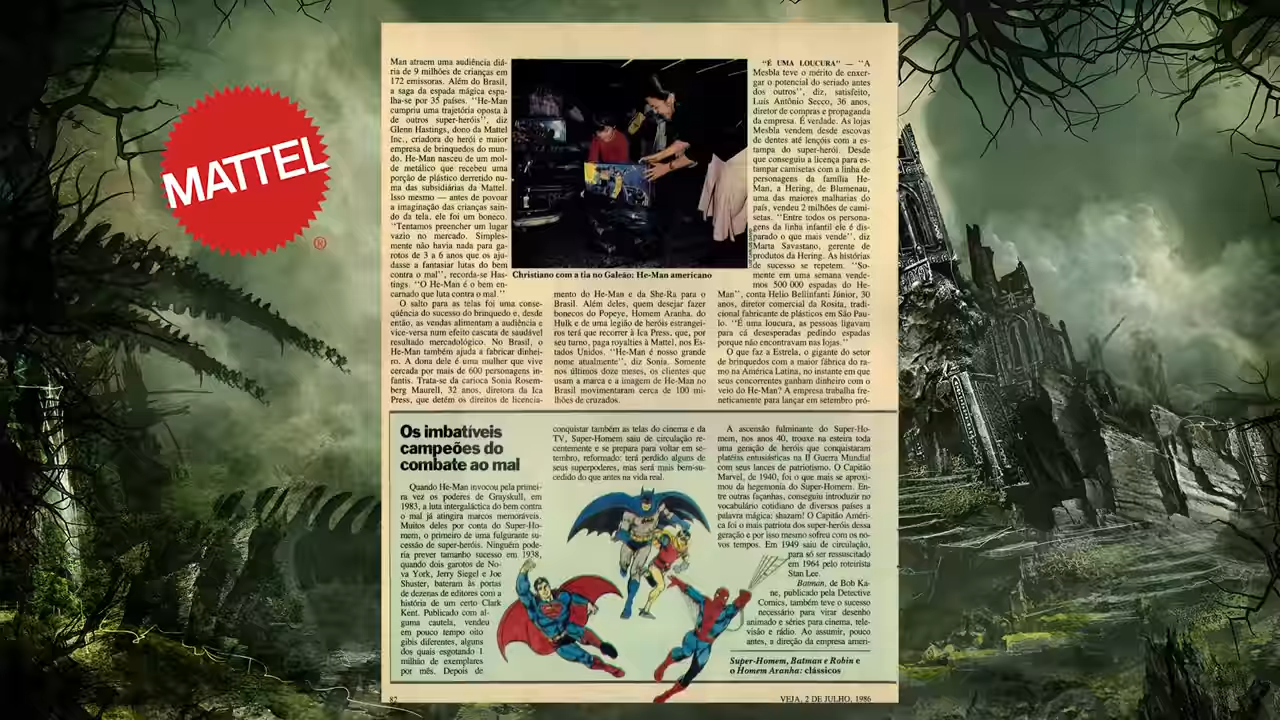 MATTEL
®
Man atraem uma audiência diá-
ria de 9 milhões de crianças em
172 emissoras. Além do Brasil,
a saga da espada mágica espa-
lha-se por 35 países. "He-Man
cumpriu uma trajetória oposta à
de outros super-heróis", diz
Glenn Hastings, dono da Mattel
Inc., criadora do herói e maior
empresa de brinquedos do mun-
do. He-Man nasceu de um mol-
de metálico que recebeu uma
porção de plástico derretido nu-
ma das subsidiárias da Mattel.
Isso mesmo — antes de povoar
a imaginação das crianças sain-
do da tela, ele foi um boneco.
"Tentamos preencher um lugar
vazio no mercado. Simples-
mente não havia nada para ga-
rotos de 3 a 6 anos que os aju-
dasse a fantasiar lutas do bem
contra o mal", recorda-se Has-
tings. "O He-Man é o bem en-
carnado que luta contra o mal."
O salto para as telas foi uma conse-
qüência do sucesso do brinquedo e, desde
então, as vendas alimentam a audiência e
vice-versa num efeito cascata de saudável
resultado mercadológico. No Brasil, o
He-Man também ajuda a fabricar dinhei-
ro. A dona dele é uma mulher que vive
cercada por mais de 600 personagens in-
fantis. Trata-se da carioca Sonia Rosem-
berg Maurell, 32 anos, diretora da Ica
Press, que detém os direitos de licencia-
Christiano com a tia no Galeão: He-Man americano
mento do He-Man e da She-Ra para o
Brasil. Além deles, quem desejar fazer
bonecos do Popeye, Homem Aranha, do
Hulk e de uma legião de heróis estrangei-
ros terá que recorrer à Ica Press, que, por
seu turno, paga royalties à Mattel, nos Es-
tados Unidos. "He-Man é nosso grande
nome atualmente", diz Sonia. Somente
nos últimos doze meses, os clientes que
usam a marca e a imagem de He-Man no
Brasil movimentaram cerca de 100 mi-
lhões de cruzados.
"É UMA LOUCURA" — "A
Mesbla teve o mérito de enxer-
gar o potencial do seriado antes
dos outros", diz, satisfeito,
Luís Antônio Secco, 36 anos,
diretor de compras e propaganda
da empresa. É verdade. As lojas
Mesbla vendem desde escovas
de dentes até lençóis com a es-
tampa do super-herói. Desde
que conseguiu a licença para es-
tampar camisetas com a linha de
personagens da família He-
Man, a Hering, de Blumenau,
uma das maiores malharias do
país, vendeu 2 milhões de cami-
setas. "Entre todos os persona-
gens da linha infantil ele é dis-
parado o que mais vende", diz
Marta Savastano, gerente de
produtos da Hering. As histórias
de sucesso se repetem. "So-
mente em uma semana vende-
mos 500 000 espadas do He-
Man", conta Helio Bellinfanti Júnior, 30
anos, diretor comercial da Rosita, tradi-
cional fabricante de plásticos em São Pau-
lo. "É uma loucura, as pessoas ligavam
para cá desesperadas pedindo espadas
porque não encontravam nas lojas."
O que faz a Estrela, o gigante do setor
de brinquedos com a maior fábrica do ra-
mo na América Latina, no instante em que
seus concorrentes ganham dinheiro com o
veio do He-Man? A empresa trabalha fre-
neticamente para lançar em setembro pró-
Os imbatíveis
campeões do
combate ao mal
Quando He-Man invocou pela primei-
ra vez os poderes de Grayskull, em
1983, a luta intergaláctica do bem contra
o mal já atingira marcos memoráveis.
Muitos deles por conta do Super-Ho-
mem, o primeiro de uma fulgurante su-
cessão de super-heróis. Ninguém pode-
ria prever tamanho sucesso em 1938,
quando dois garotos de No-
va York, Jerry Siegel e Joe
Shuster, bateram às portas
de dezenas de editores com a
história de um certo Clark
Kent. Publicado com al-
guma cautela, vendeu
em pouco tempo oito
gibis diferentes, alguns
dos quais esgotando 1
milhão de exemplares
por mês. Depois de
conquistar também as telas do cinema e da
TV, Super-Homem saiu de circulação re-
centemente e se prepara para voltar em se-
tembro, reformado: terá perdido alguns de
seus superpoderes, mas será mais bem-su-
cedido do que antes na vida real.
A ascensão fulminante do Super-Ho-
mem, nos anos 40, trouxe na esteira toda
uma geração de heróis que conquistaram
platéias entusiásticas na II Guerra Mundial
com seus lances de patriotismo. O Capitão
Marvel, de 1940, foi o que mais se aproxi-
mou da hegemonia do Super-Homem. En-
tre outras façanhas, conseguiu introduzir no
vocabulário cotidiano de diversos países a
palavra mágica: shazam! O Capitão Améri-
ca foi o mais patriota dos super-heróis dessa
geração e por isso mesmo sofreu com os no-
vos tempos. Em 1949 saiu de circulação,
para só ser ressuscitado
em 1964 pelo roteirista
Stan Lee.
Batman, de Bob Ka-
ne, publicado pela Detective
Comics, também teve o sucesso
necessário para virar desenho
animado e séries para cinema, tele-
visão e rádio. Ao assumir, pouco
antes, a direção da empresa ameri-
Super-Homem, Batman e Robin e
o Homem Aranha: clássicos
82
VEJA, 2 DE JULHO, 1986